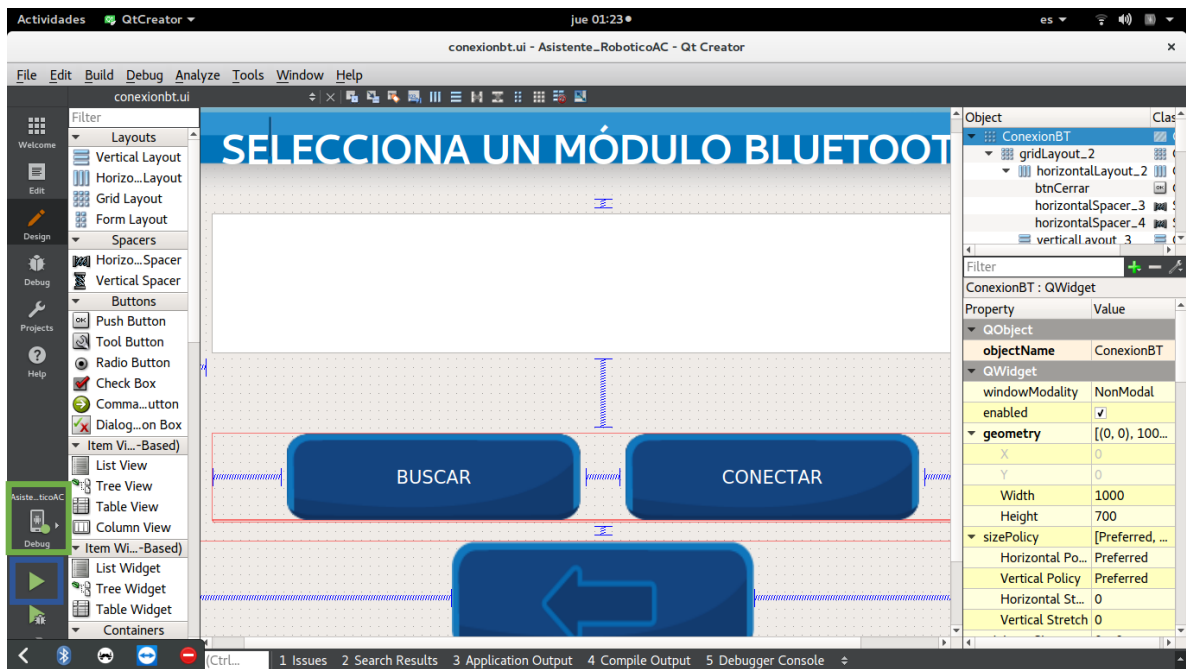 Actividades QtCreator jue 01:23 es
conexionbt.ui - Asistente_RoboticoAC - Qt Creator
File Edit Build Debug Analyze Tools Window Help
conexionbt.ui
Welcome
Edit
Design
Debug
Projects
Help
Asiste...ticoAC
Debug
Filter
Layouts
Vertical Layout
Horizo...Layout
Grid Layout
Form Layout
Spacers
Horizo...Spacer
Vertical Spacer
Buttons
Push Button
Tool Button
Radio Button
Check Box
Comma...utton
Dialog...on Box
Item Vi...-Based)
List View
Tree View
Table View
Column View
Item Wi...-Based)
List Widget
Tree Widget
Table Widget
Containers
SELECCIONA UN MÓDULO BLUETOOT
BUSCAR CONECTAR
Object Clas
ConexionBT
gridLayout_2
horizontalLayout_2
btnCerrar
horizontalSpacer_3
horizontalSpacer_4
verticalLayout_3
Filter
ConexionBT : QWidget
Property Value
QObject
objectName ConexionBT
QWidget
windowModality NonModal
enabled
geometry [(0, 0), 100...
X 0
Y 0
Width 1000
Height 700
sizePolicy [Preferred, ...
Horizontal Po... Preferred
Vertical Policy Preferred
Horizontal St... 0
Vertical Stretch 0
(Ctrl... 1 Issues 2 Search Results 3 Application Output 4 Compile Output 5 Debugger Console